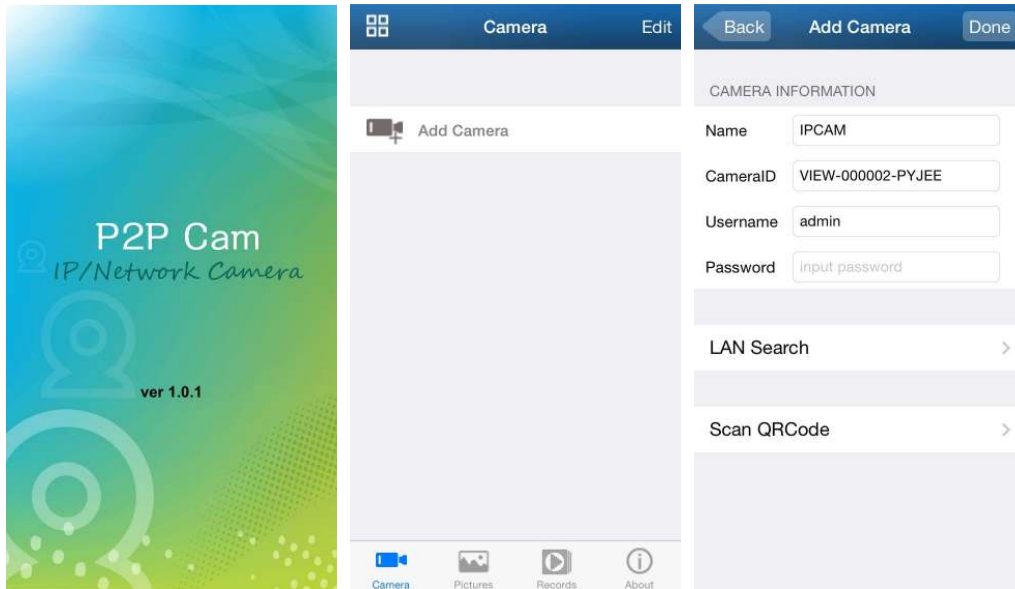 P2P Cam
IP/Network Camera
ver 1.0.1
Camera
Edit
Add Camera
Camera
Pictures
Records
About
Back
Add Camera
Done
CAMERA INFORMATION
Name
IPCAM
CameraID
VIEW-000002-PYJEE
Username
admin
Password
input password
LAN Search
Scan QRCode